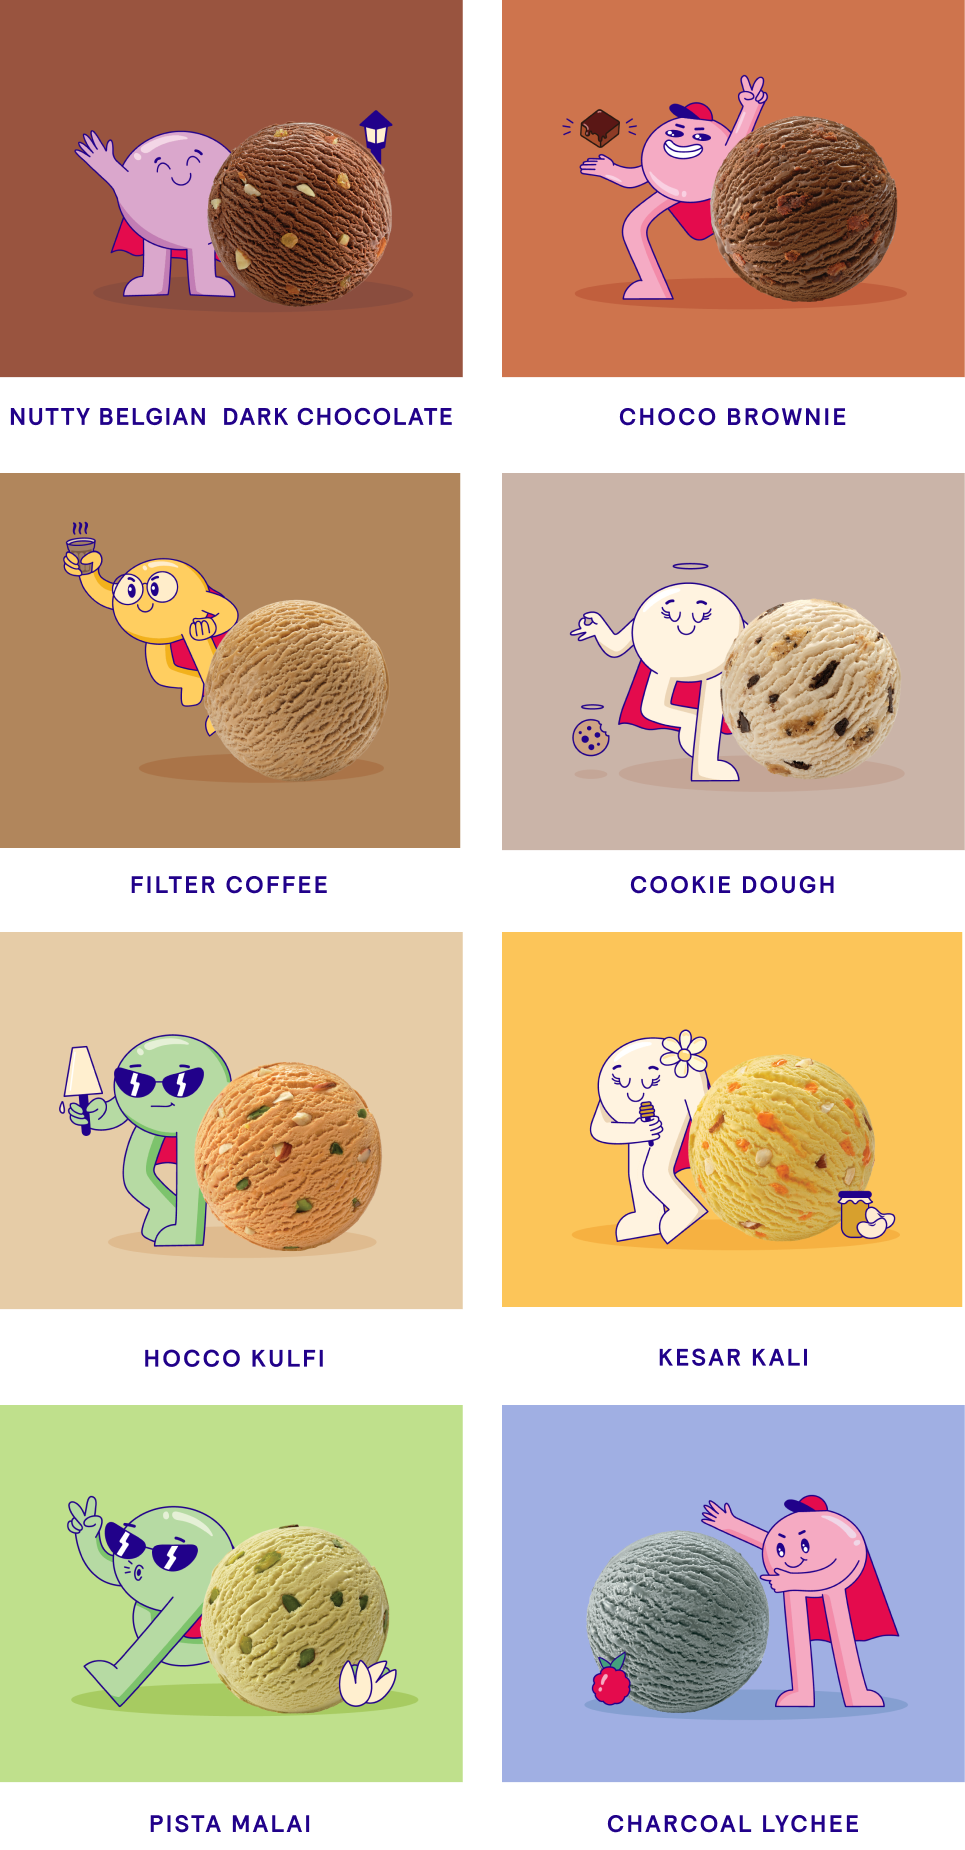 NUTTY BELGIAN DARK CHOCOLATE
CHOCO BROWNIE
FILTER COFFEE
COOKIE DOUGH
HOCCO KULFI
KESAR KALI
PISTA MALAI
CHARCOAL LYCHEE